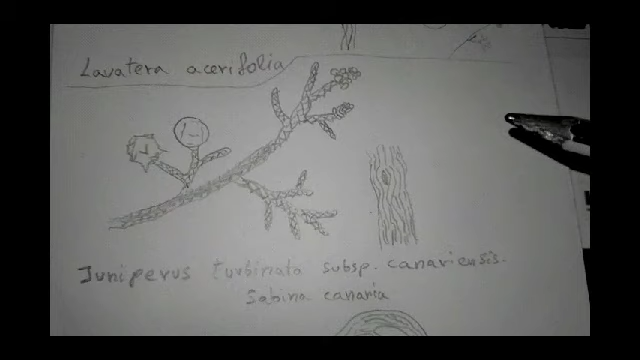 Lavatera acerifolia
Juniperus turbinata subsp. canariensis.
Sabina canaria